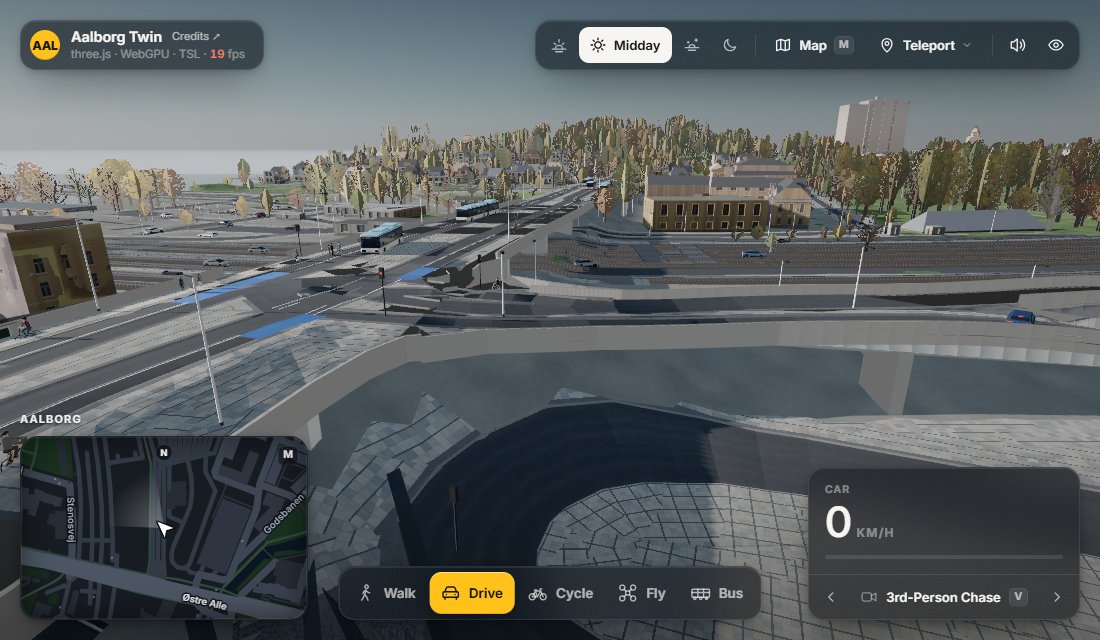 AAL
Aalborg Twin Credits ↗
three.js · WebGPU · TSL · 19 fps
Midday
Map M
Teleport
AALBORG
N
M
Stenosvej
Godsbanen
Østre Alle
Walk
Drive
Cycle
Fly
Bus
CAR
0 KM/H
3rd-Person Chase V